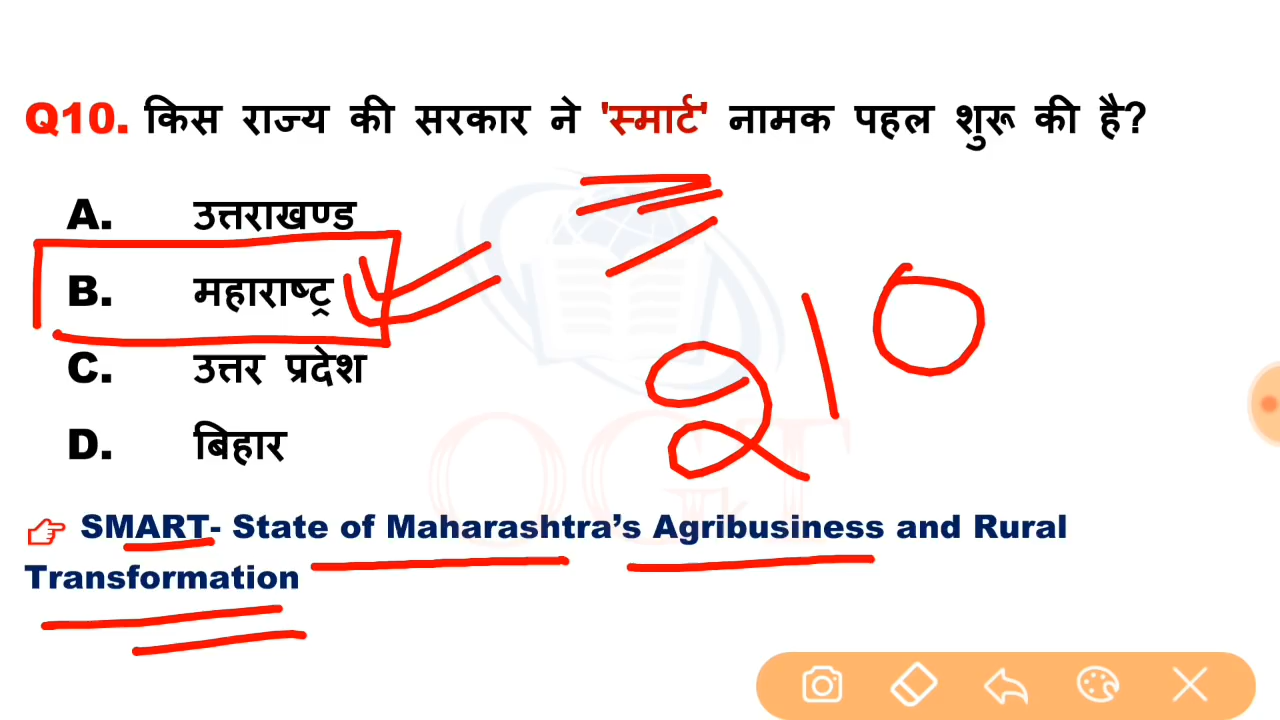 Q10. किस राज्य की सरकार ने 'स्मार्ट' नामक पहल शुरू की है?
A. उत्तराखण्ड
B. महाराष्ट्र
C. उत्तर प्रदेश
D. बिहार
210
OGT
SMART- State of Maharashtra’s Agribusiness and Rural
Transformation